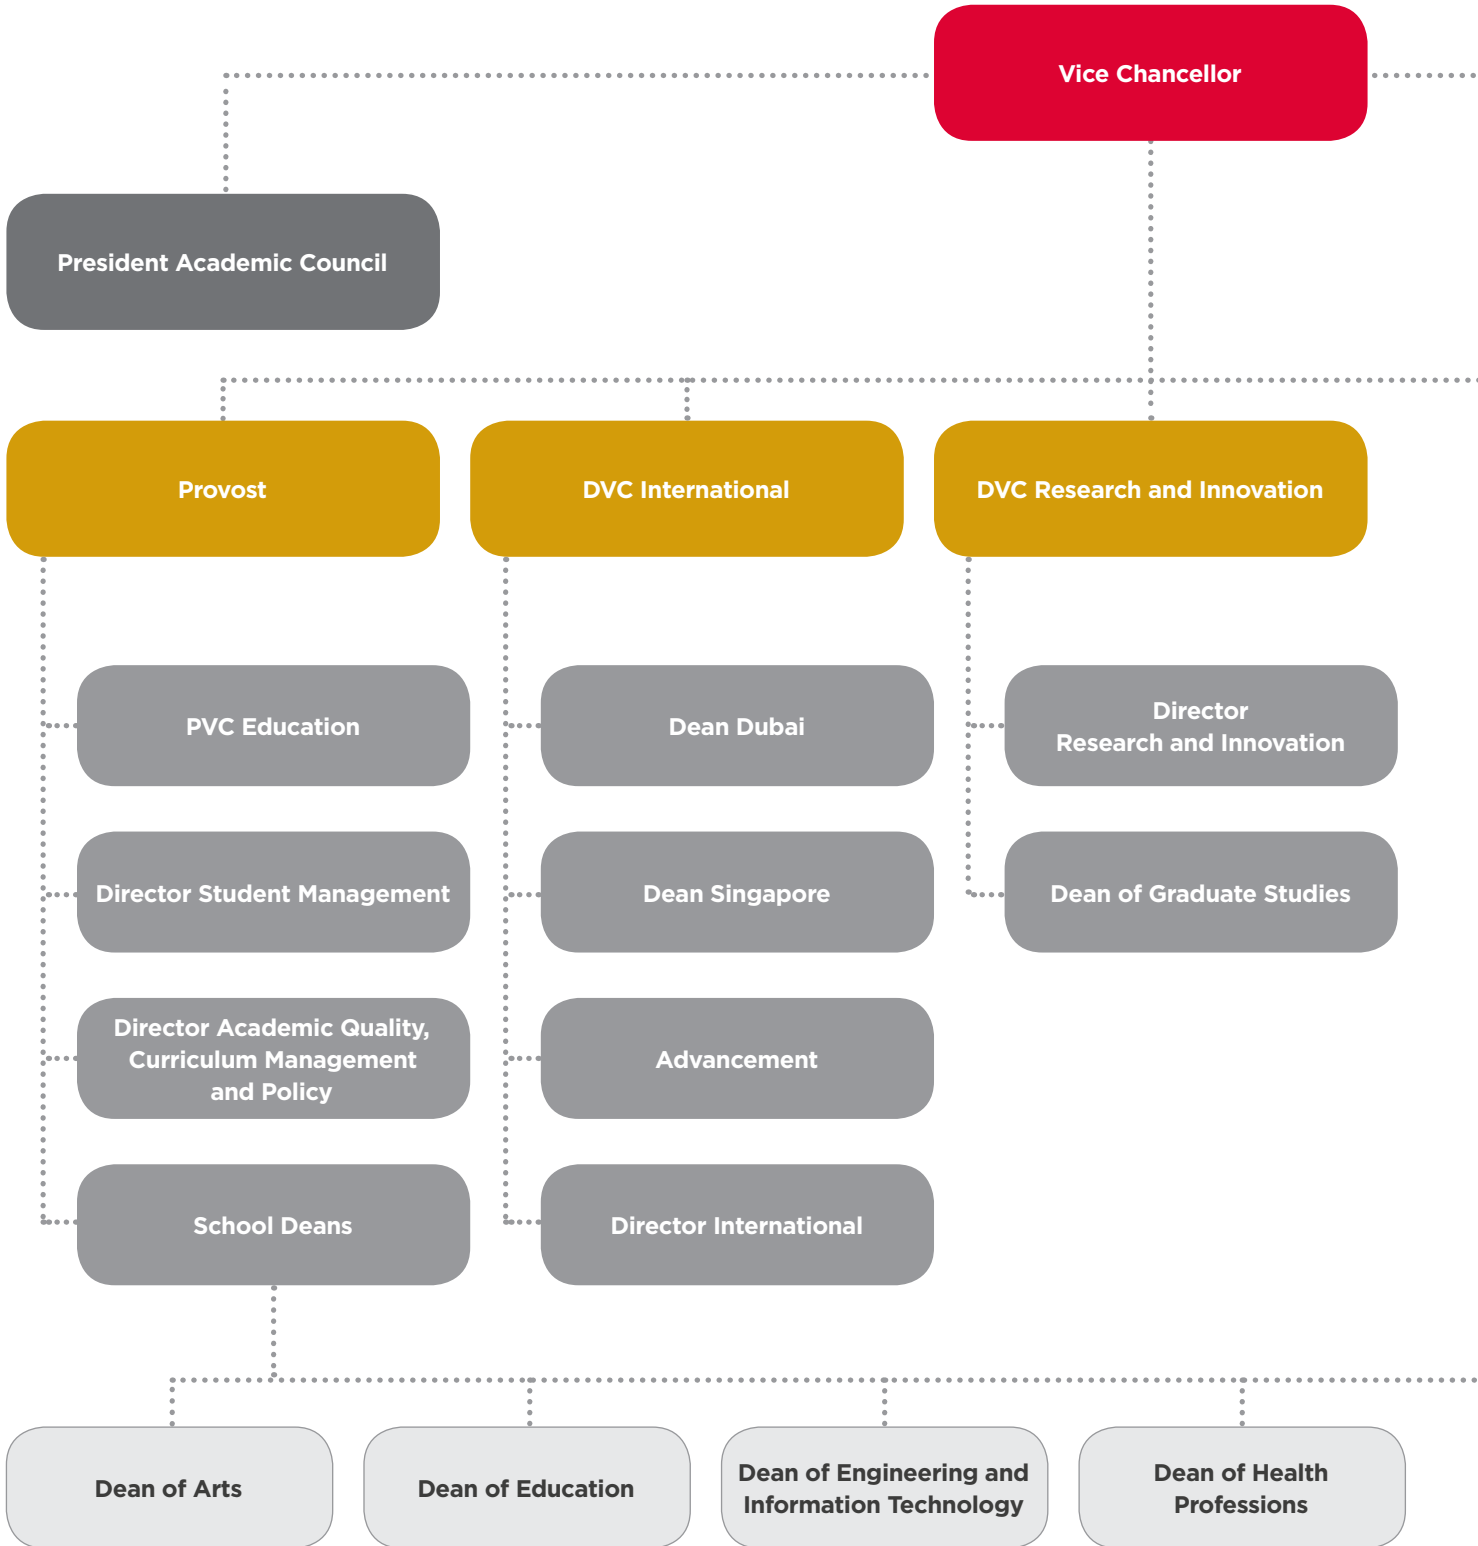 Vice Chancellor
President Academic Council
Provost
DVC International
DVC Research and Innovation
PVC Education
Dean Dubai
Director
Research and Innovation
Director Student Management
Dean Singapore
Dean of Graduate Studies
Director Academic Quality,
Curriculum Management
and Policy
Advancement
School Deans
Director International
Dean of Arts
Dean of Education
Dean of Engineering and
Information Technology
Dean of Health
Professions